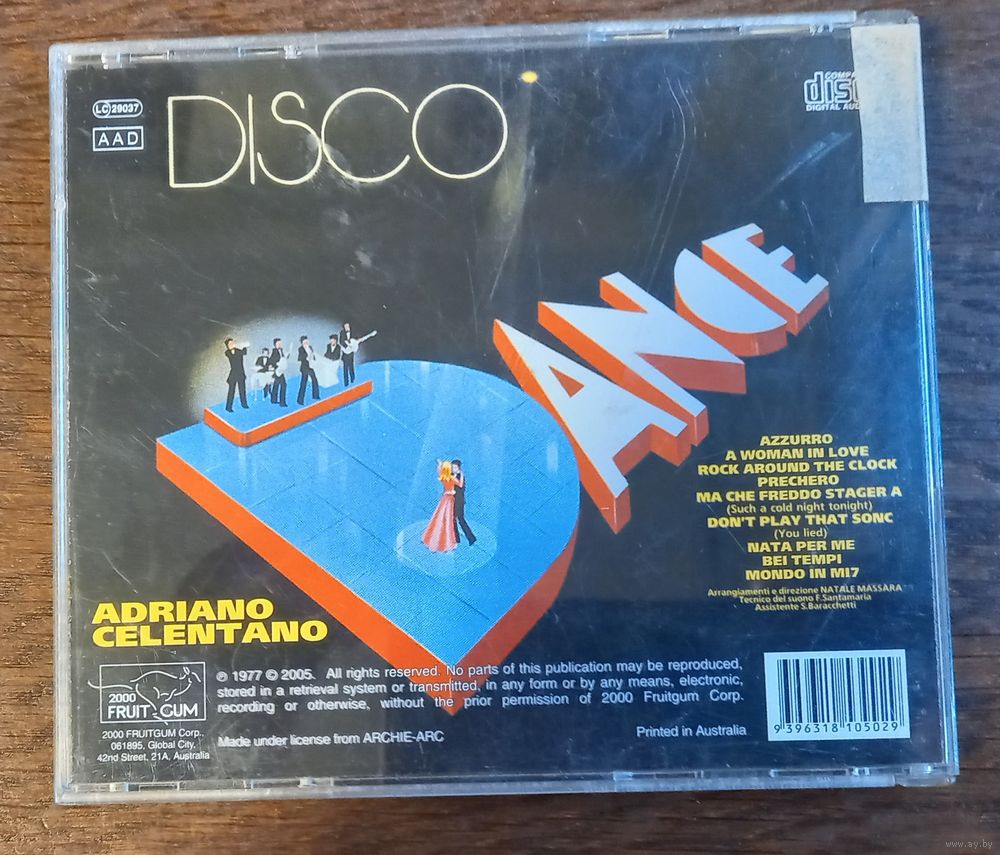 LC 29037
AAD
DISCO
COMPA
disc
DIGITAL AUD
DANCE
AZZURRO
A WOMAN IN LOVE
ROCK AROUND THE CLOCK
PRECHERO
MA CHE FREDDO STAGER A
(Such a cold night tonight)
DON'T PLAY THAT SONC
(You lied)
NATA PER ME
BEI TEMPI
MONDO IN MI7
Arrangiamenti e direzione NATALE MASSARA
Tecnico del suono F.Santamaria
Assistente S.Baracchetti
ADRIANO
CELENTANO
2000
FRUIT GUM
2000 FRUITGUM Corp.,
061895, Global City,
42nd Street, 21A, Australia
℗ 1977 © 2005. All rights reserved. No parts of this publication may be reproduced,
stored in a retrieval system or transmitted, in any form or by any means, electronic,
recording or otherwise, without the prior permission of 2000 Fruitgum Corp.
Made under license from ARCHIE-ARC
Printed in Australia
9 396318 105029
www.ay.by